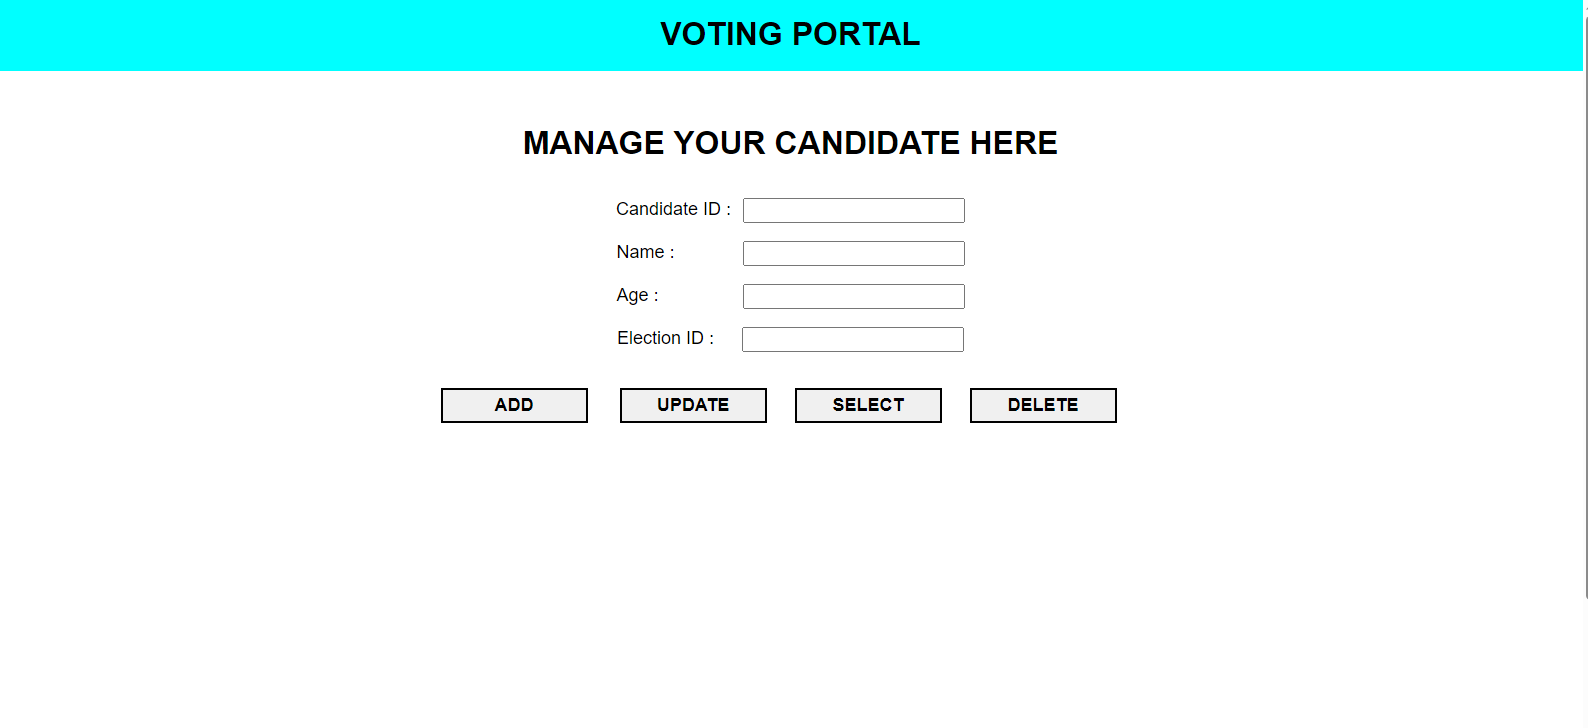 VOTING PORTAL
MANAGE YOUR CANDIDATE HERE
Candidate ID :
Name :
Age :
Election ID :
ADD UPDATE SELECT DELETE